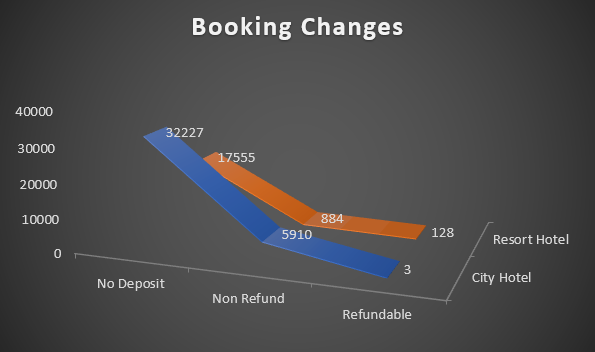 Booking Changes
40000
30000
20000
10000
0
32227
17555
5910
884
3
128
No Deposit
Non Refund
Refundable
City Hotel
Resort Hotel